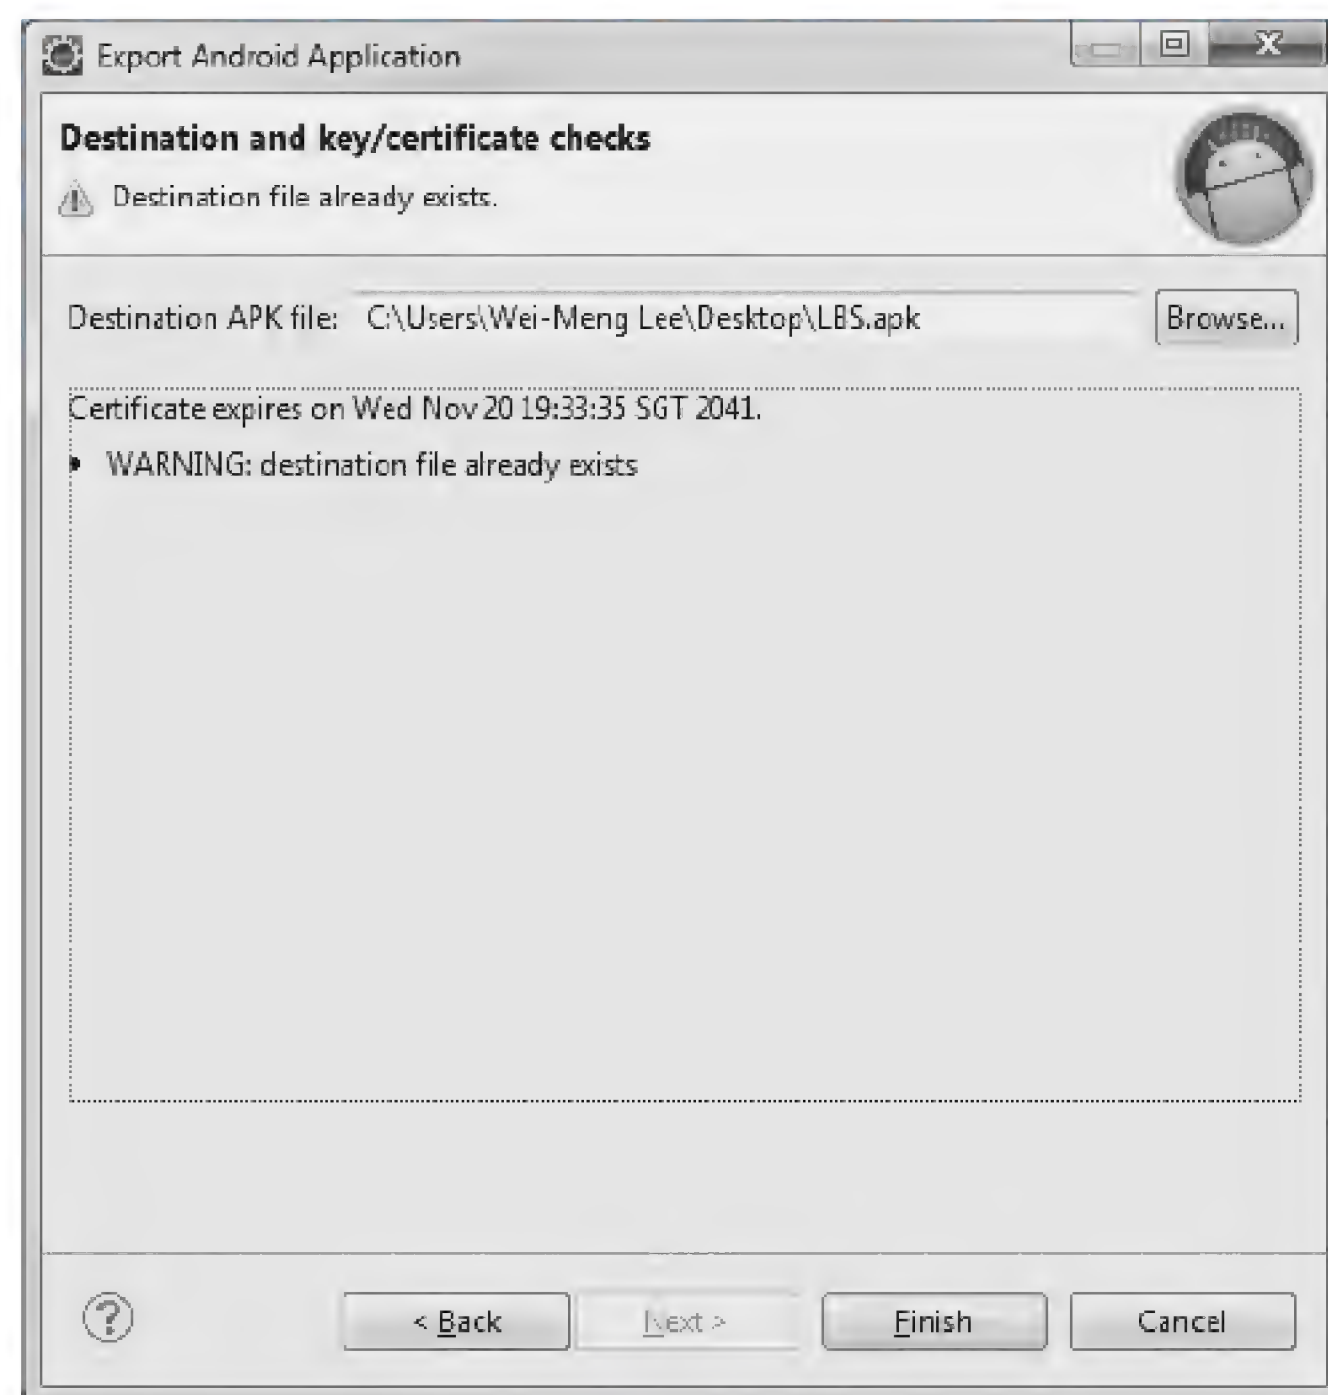 Export Android Application
Destination and key/certificate checks
Destination file already exists.
Destination APK file: C:\Users\Wei-Meng Lee\Desktop\LBS.apk Browse...
Certificate expires on Wed Nov 20 19:33:35 SGT 2041.
• WARNING: destination file already exists
? < Back Next > Finish Cancel